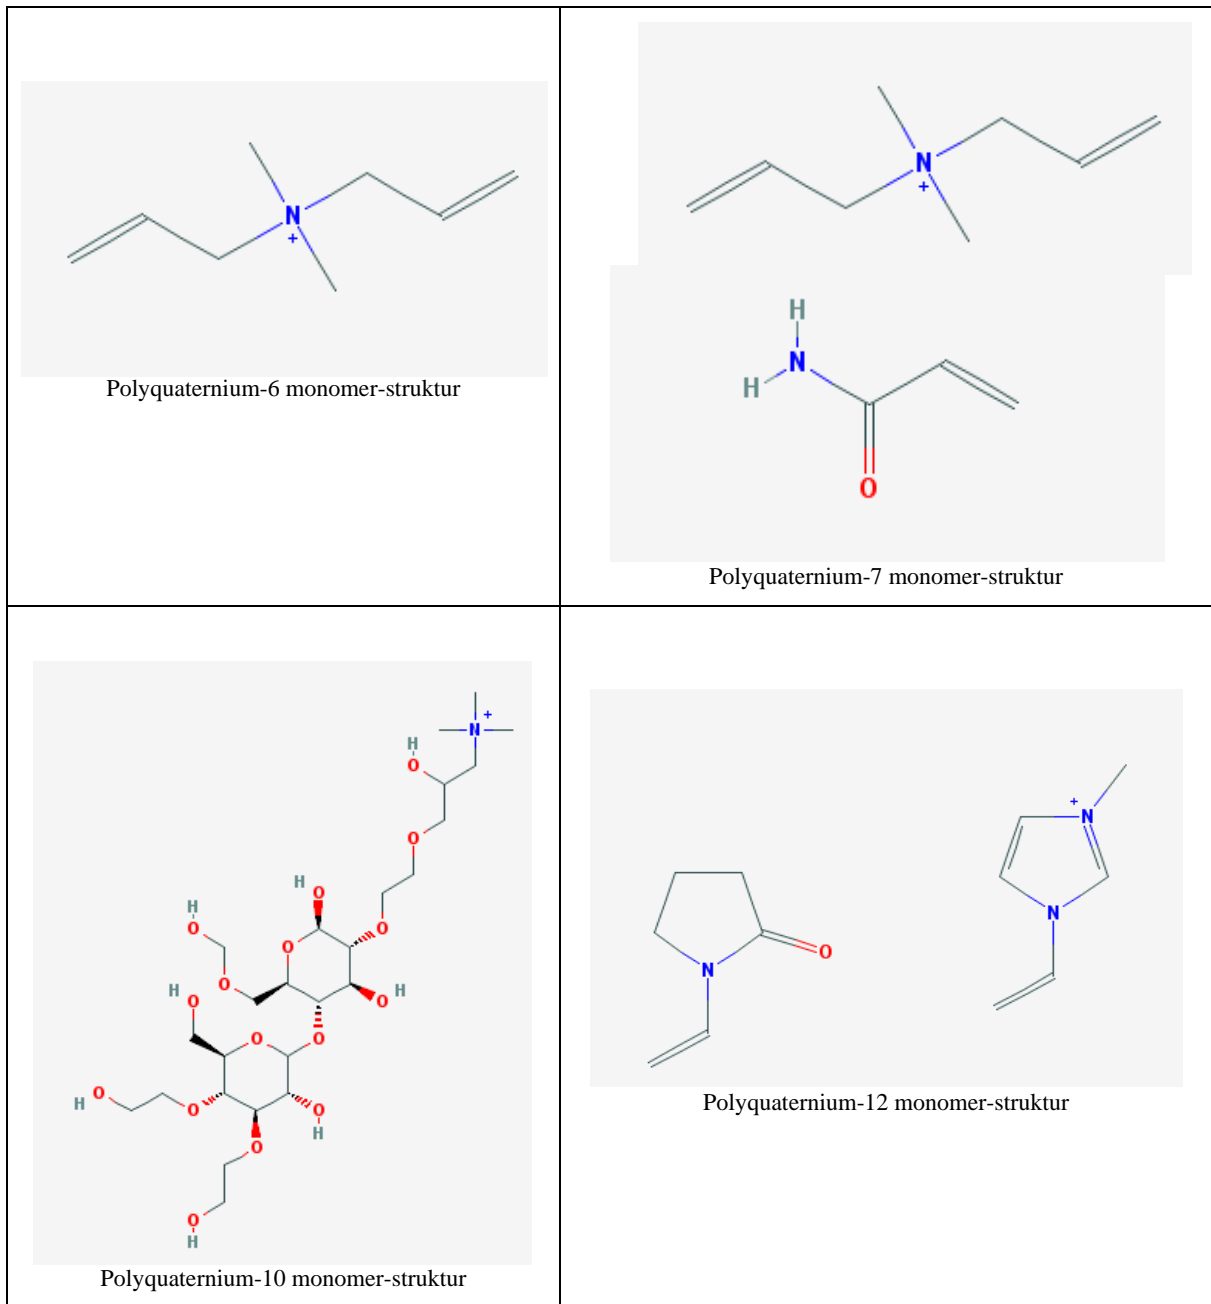 N
+
Polyquaternium-6 monomer-struktur
N
+
H
H N
O
Polyquaternium-7 monomer-struktur
+
N
H
O
O
H O
H
O
O
O
O
H O
O H
O
O
H O
O
O
H
O
H
O
H
Polyquaternium-10 monomer-struktur
+
N
N
N
O
Polyquaternium-12 monomer-struktur